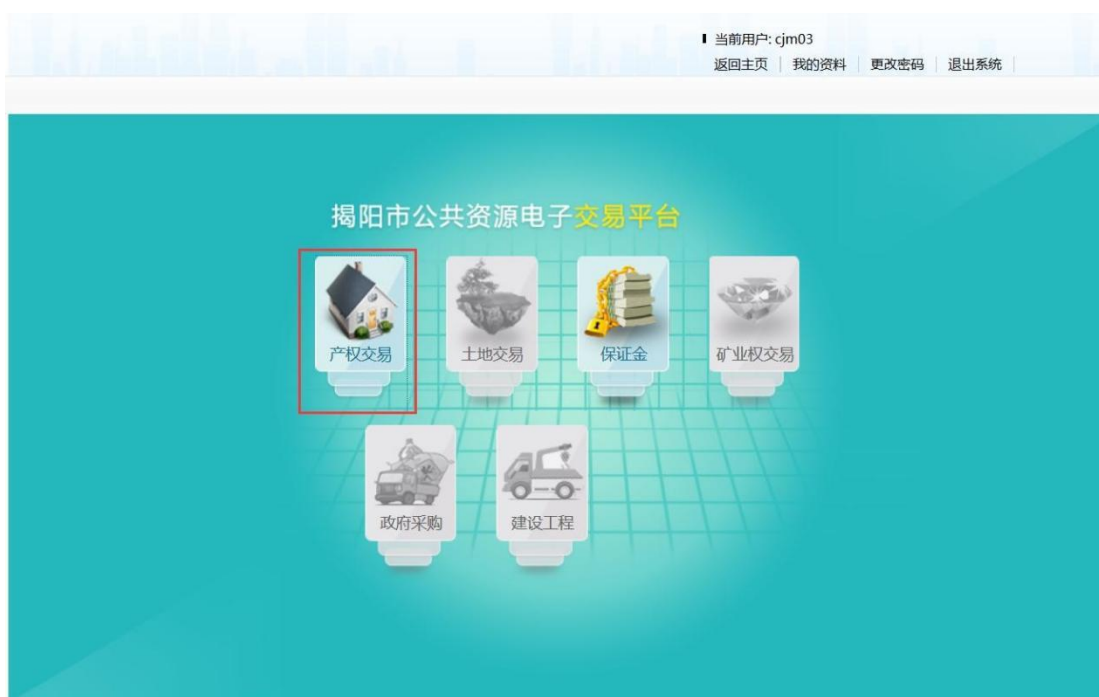 当前用户: cjm03
返回主页 我的资料 更改密码 退出系统
揭阳市公共资源电子交易平台
产权交易 土地交易 保证金 矿业权交易
政府采购 建设工程